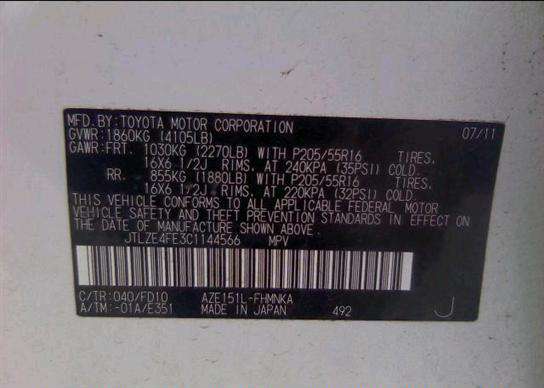 MFD.BY:TOYOTA MOTOR CORPORATION 07/11
GVWR:1860KG (4105LB)
GAWR:FRT. 1030KG (2270LB) WITH P205/55R16 TIRES,
16X6 1/2J RIMS, AT 240KPA (35PSI) COLD.
RR. 855KG (1880LB) WITH P205/55R16 TIRES,
16X6 1/2J RIMS, AT 220KPA (32PSI) COLD.
THIS VEHICLE CONFORMS TO ALL APPLICABLE FEDERAL MOTOR
VEHICLE SAFETY AND THEFT PREVENTION STANDARDS IN EFFECT ON
THE DATE OF MANUFACTURE SHOWN ABOVE.
JTLZE4FE3C1144566 MPV
C/TR:040/FD10 AZE151L-FHMNKA
A/TM:-01A/E351 MADE IN JAPAN 492 J